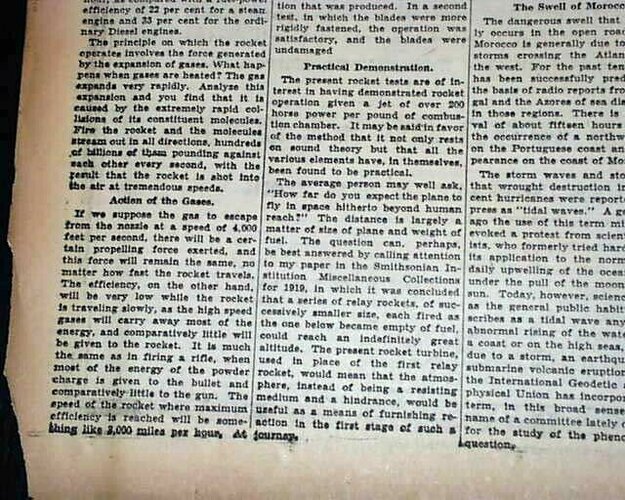 efficiency of 22 per cent for a steam
engine and 33 per cent for the ordi-
nary Diesel engines.
The principle on which the rocket
operates involves the force generated
by the expansion of gases. What hap-
pens when gases are heated? The gas
expands very rapidly. Analyze this
expansion and you find that it is
caused by the extremely rapid col-
lisions of its constituent molecules.
Fire the rocket and the molecules
stream out in all directions, hundreds
of billions of them pounding against
each other every second, with the
result that the rocket is shot into
the air at tremendous speeds.
Action of the Gases.
If we suppose the gas to escape
from the nozzle at a speed of 4,000
feet per second, there will be a cer-
tain propelling force exerted, and
this force will remain the same, no
matter how fast the rocket travels.
The efficiency, on the other hand,
will be very low while the rocket
is traveling slowly, as the high speed
gases will carry away most of the
energy, and comparatively little will
be given to the rocket. It is much
the same as in firing a rifle, when
most of the energy of the powder
charge is given to the bullet and
comparatively little to the gun. The
speed of the rocket where maximum
efficiency is reached will be some-
thing like 3,000 miles per hour. At
tion that was produced. In a second
test, in which the blades were more
rigidly fastened, the operation was
satisfactory, and the blades were
undamaged
Practical Demonstration.
The present rocket tests are of in-
terest in having demonstrated rocket
operation given a jet of over 200
horse power per pound of combus-
tion chamber. It may be said in favor
of the method that it not only rests
on sound theory but that all the
various elements have, in themselves,
been found to be practical.
The average person may well ask,
"How far do you expect the plane to
fly in space hitherto beyond human
reach?" The distance is largely a
matter of size of plane and weight of
fuel. The question can, perhaps,
be best answered by calling attention
to my paper in the Smithsonian In-
stitution Miscellaneous Collections
for 1919, in which it was concluded
that a series of relay rockets, of suc-
cessively smaller size, each fired as
the one below became empty of fuel,
could reach an indefinitely great
altitude. The present rocket turbine,
used in place of the first relay
rocket, would mean that the atmos-
phere, instead of being a resisting
medium and a hindrance, would be
useful as a means of furnishing re-
action in the first stage of such a
journey.
The Swell of Morocc
The dangerous swell that
ly occurs in the open road
Morocco is generally due to
storms crossing the Atlan
the west. For the past ten
has been successfully pred
the basis of radio reports from
gal and the Azores of sea dis
in those regions. There is
val of about fifteen hours
the occurrence of a northw
on the Portuguese coast an
pearance on the coast of Mo
The storm waves and sto
that wrought destruction in
cent hurricanes were reporte
press as "tidal waves." A ge
ago the use of this term mi
evoked a protest from scient
ists, who formerly tried hard
its application to the norm
daily upwelling of the ocea
under the pull of the moon
sun. Today, however, science
as the general public habit
scribes as a tidal wave any
abnormal rising of the wate
a coast or on the high seas,
due to a storm, an earthqu
submarine volcanic eruption
the International Geodetic a
physical Union has incorpor
term, in this broad sense
name of a committee lately c
for the study of the pheno
question.